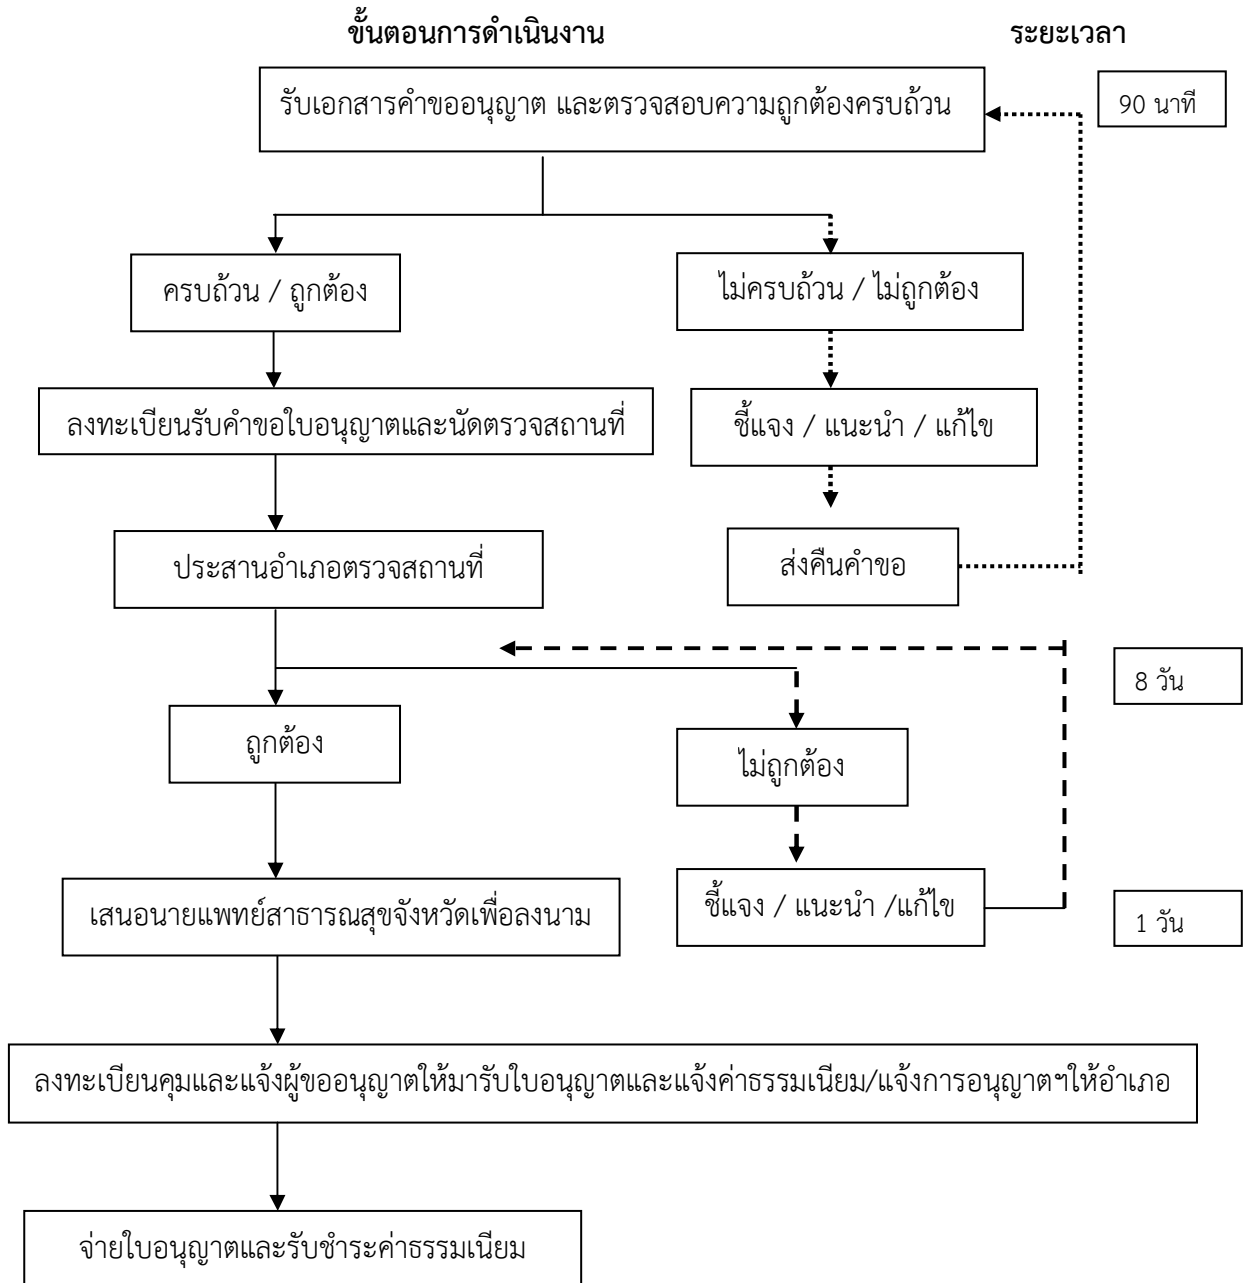 ขั้นตอนการดำเนินงาน
ระยะเวลา
รับเอกสารคำขออนุญาต และตรวจสอบความถูกต้องครบถ้วน
90 นาที
ครบถ้วน / ถูกต้อง
ไม่ครบถ้วน / ไม่ถูกต้อง
ลงทะเบียนรับคำขอใบอนุญาตและนัดตรวจสถานที่
ชี้แจง / แนะนำ / แก้ไข
ประสานอำเภอตรวจสถานที่
ส่งคืนคำขอ
8 วัน
ถูกต้อง
ไม่ถูกต้อง
เสนอนายแพทย์สาธารณสุขจังหวัดเพื่อลงนาม
ชี้แจง / แนะนำ /แก้ไข
1 วัน
ลงทะเบียนคุมและแจ้งผู้ขออนุญาตให้มารับใบอนุญาตและแจ้งค่าธรรมเนียม/แจ้งการอนุญาตฯให้อำเภอ
จ่ายใบอนุญาตและรับชำระค่าธรรมเนียม